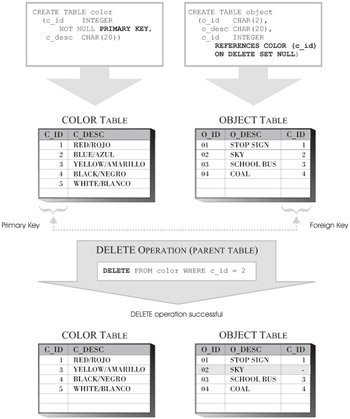 CREATE TABLE color
(c_id INTEGER
NOT NULL PRIMARY KEY,
c_desc CHAR(20))
CREATE TABLE object
(o_id CHAR(2),
o_desc CHAR(20),
c_id INTEGER
REFERENCES COLOR (c_id)
ON DELETE SET NULL)
COLOR TABLE
C_ID C_DESC
1 RED/ROJO
2 BLUE/AZUL
3 YELLOW/AMARILLO
4 BLACK/NEGRO
5 WHITE/BLANCO
OBJECT TABLE
O_ID O_DESC C_ID
01 STOP SIGN 1
02 SKY 2
03 SCHOOL BUS 3
04 COAL 4
Primary Key
Foreign Key
DELETE OPERATION (PARENT TABLE)
DELETE FROM color WHERE c_id = 2
DELETE operation successful
COLOR TABLE
C_ID C_DESC
1 RED/ROJO
3 YELLOW/AMARILLO
4 BLACK/NEGRO
5 WHITE/BLANCO
OBJECT TABLE
O_ID O_DESC C_ID
01 STOP SIGN 1
02 SKY -
03 SCHOOL BUS 3
04 COAL 4